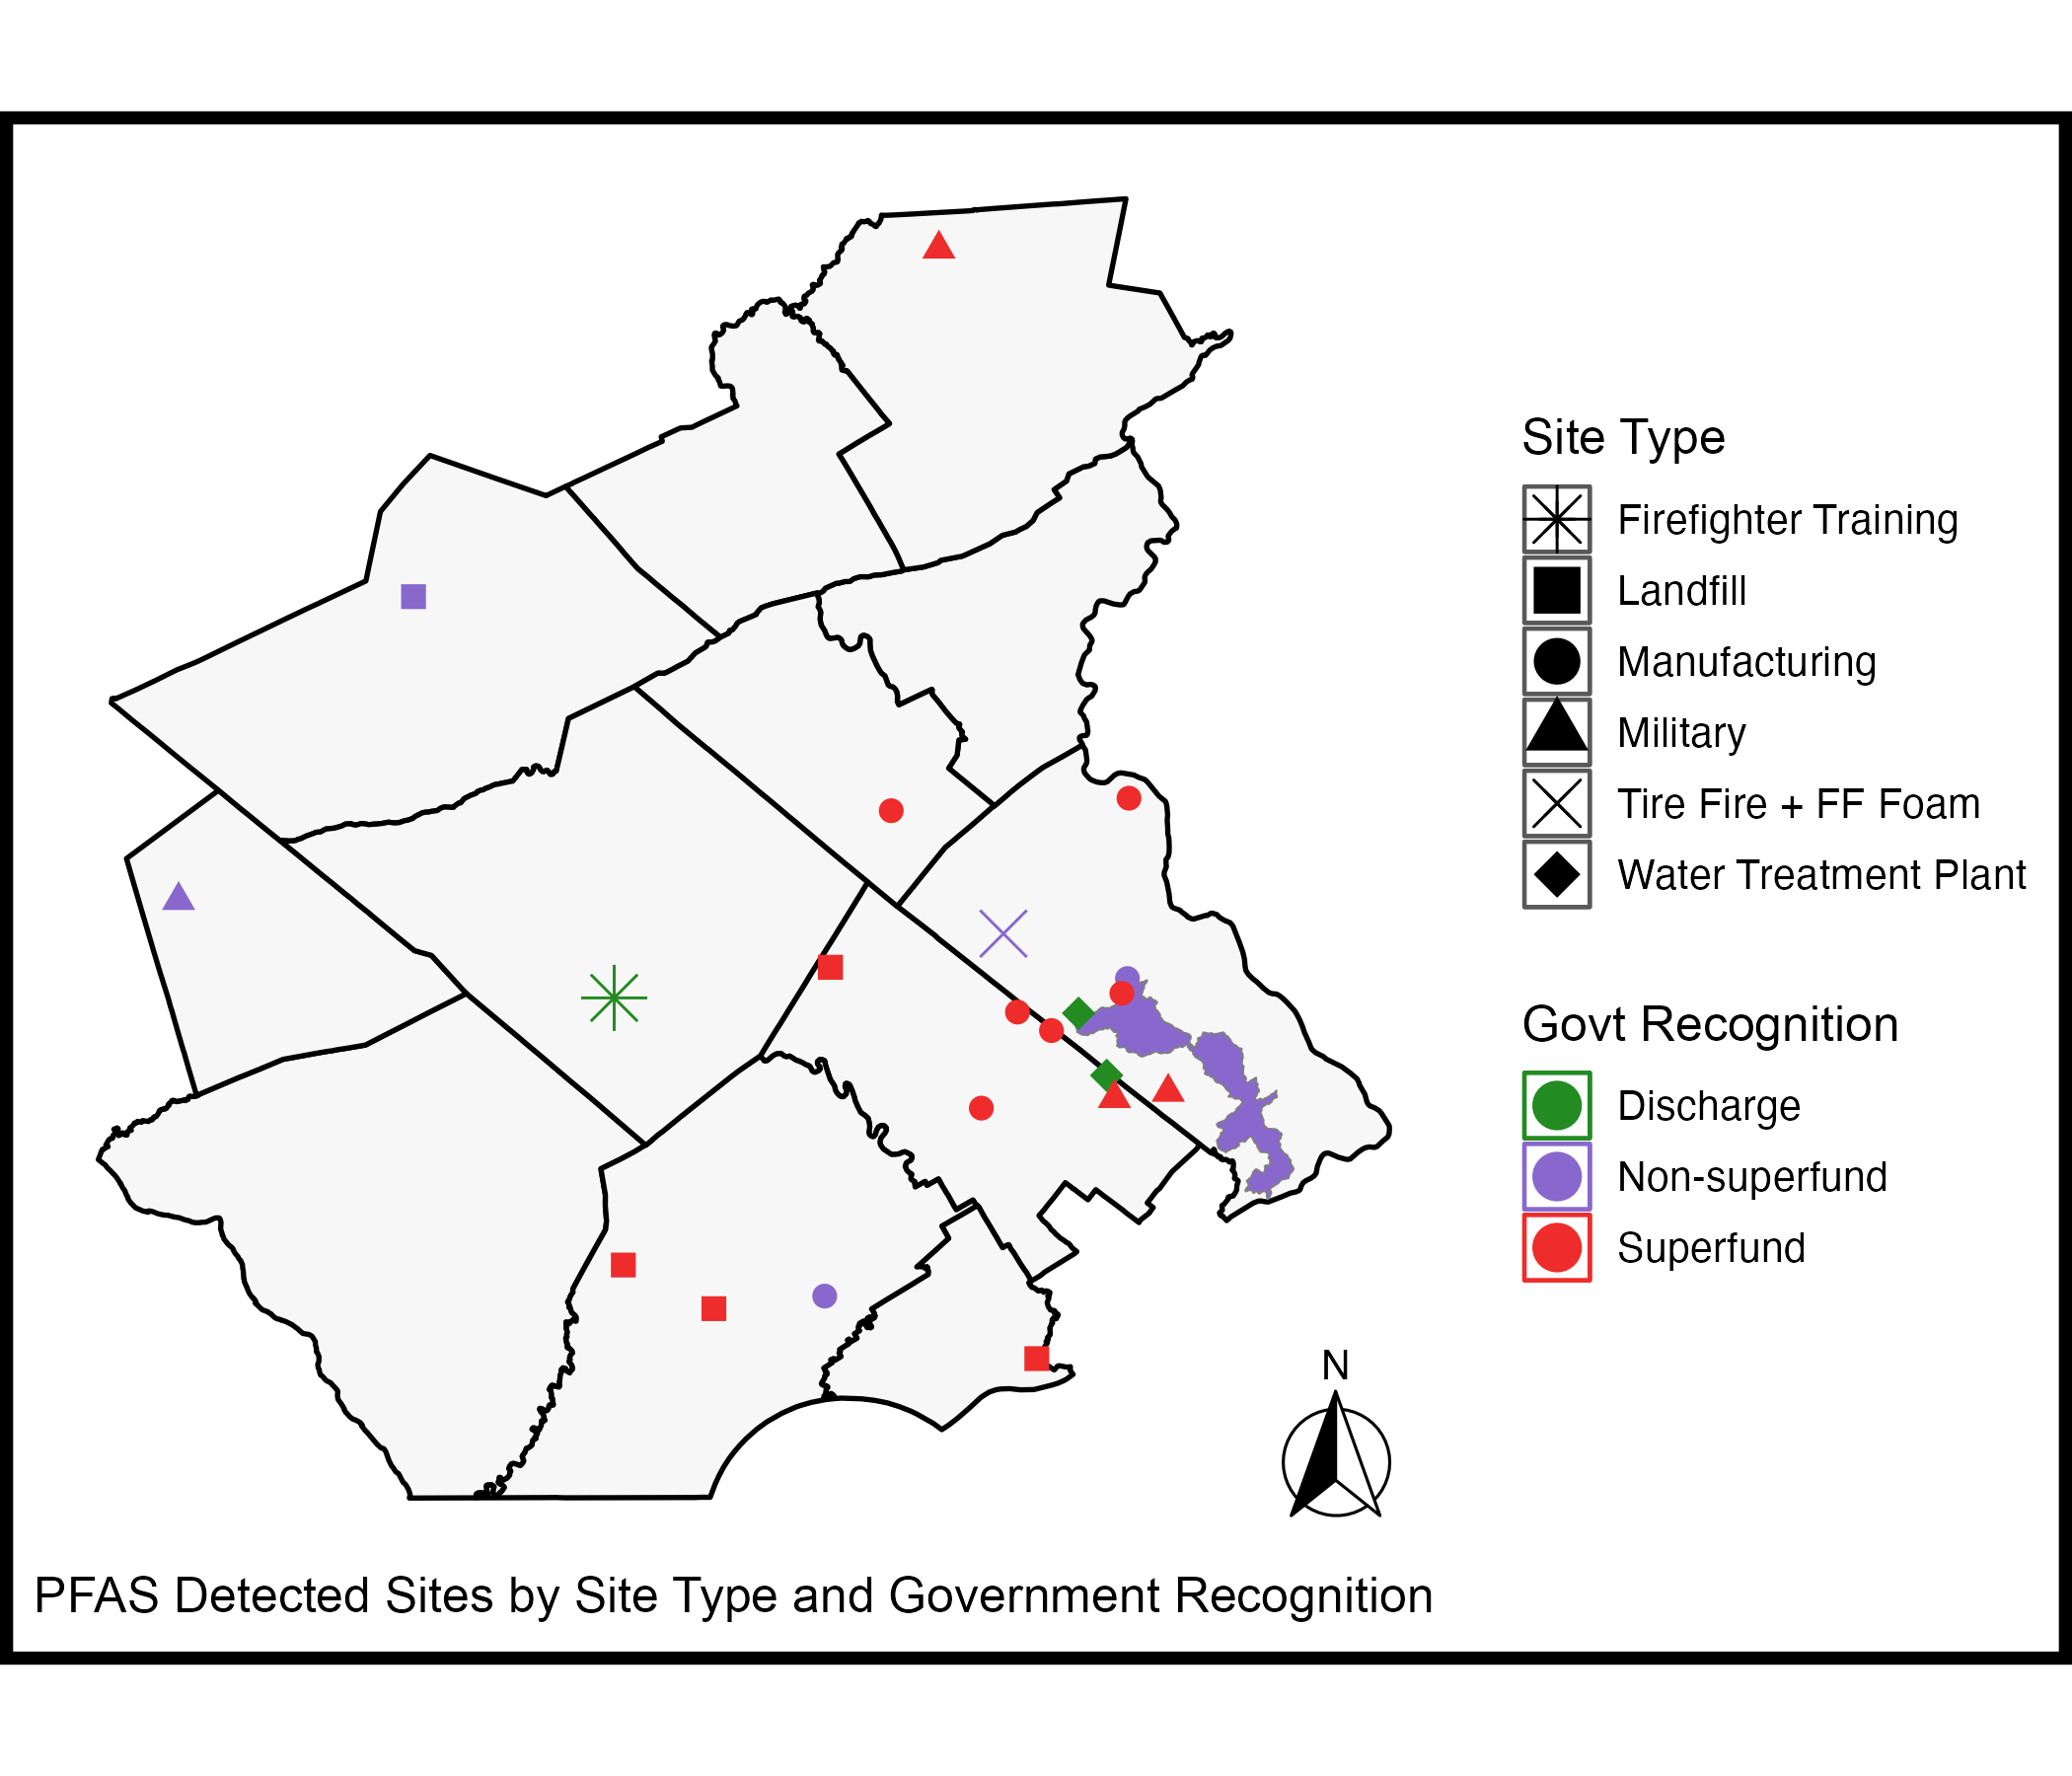 Site Type
Firefighter Training
Landfill
Manufacturing
Military
Tire Fire + FF Foam
Water Treatment Plant
Govt Recognition
Discharge
Non-superfund
Superfund
N
PFAS Detected Sites by Site Type and Government Recognition